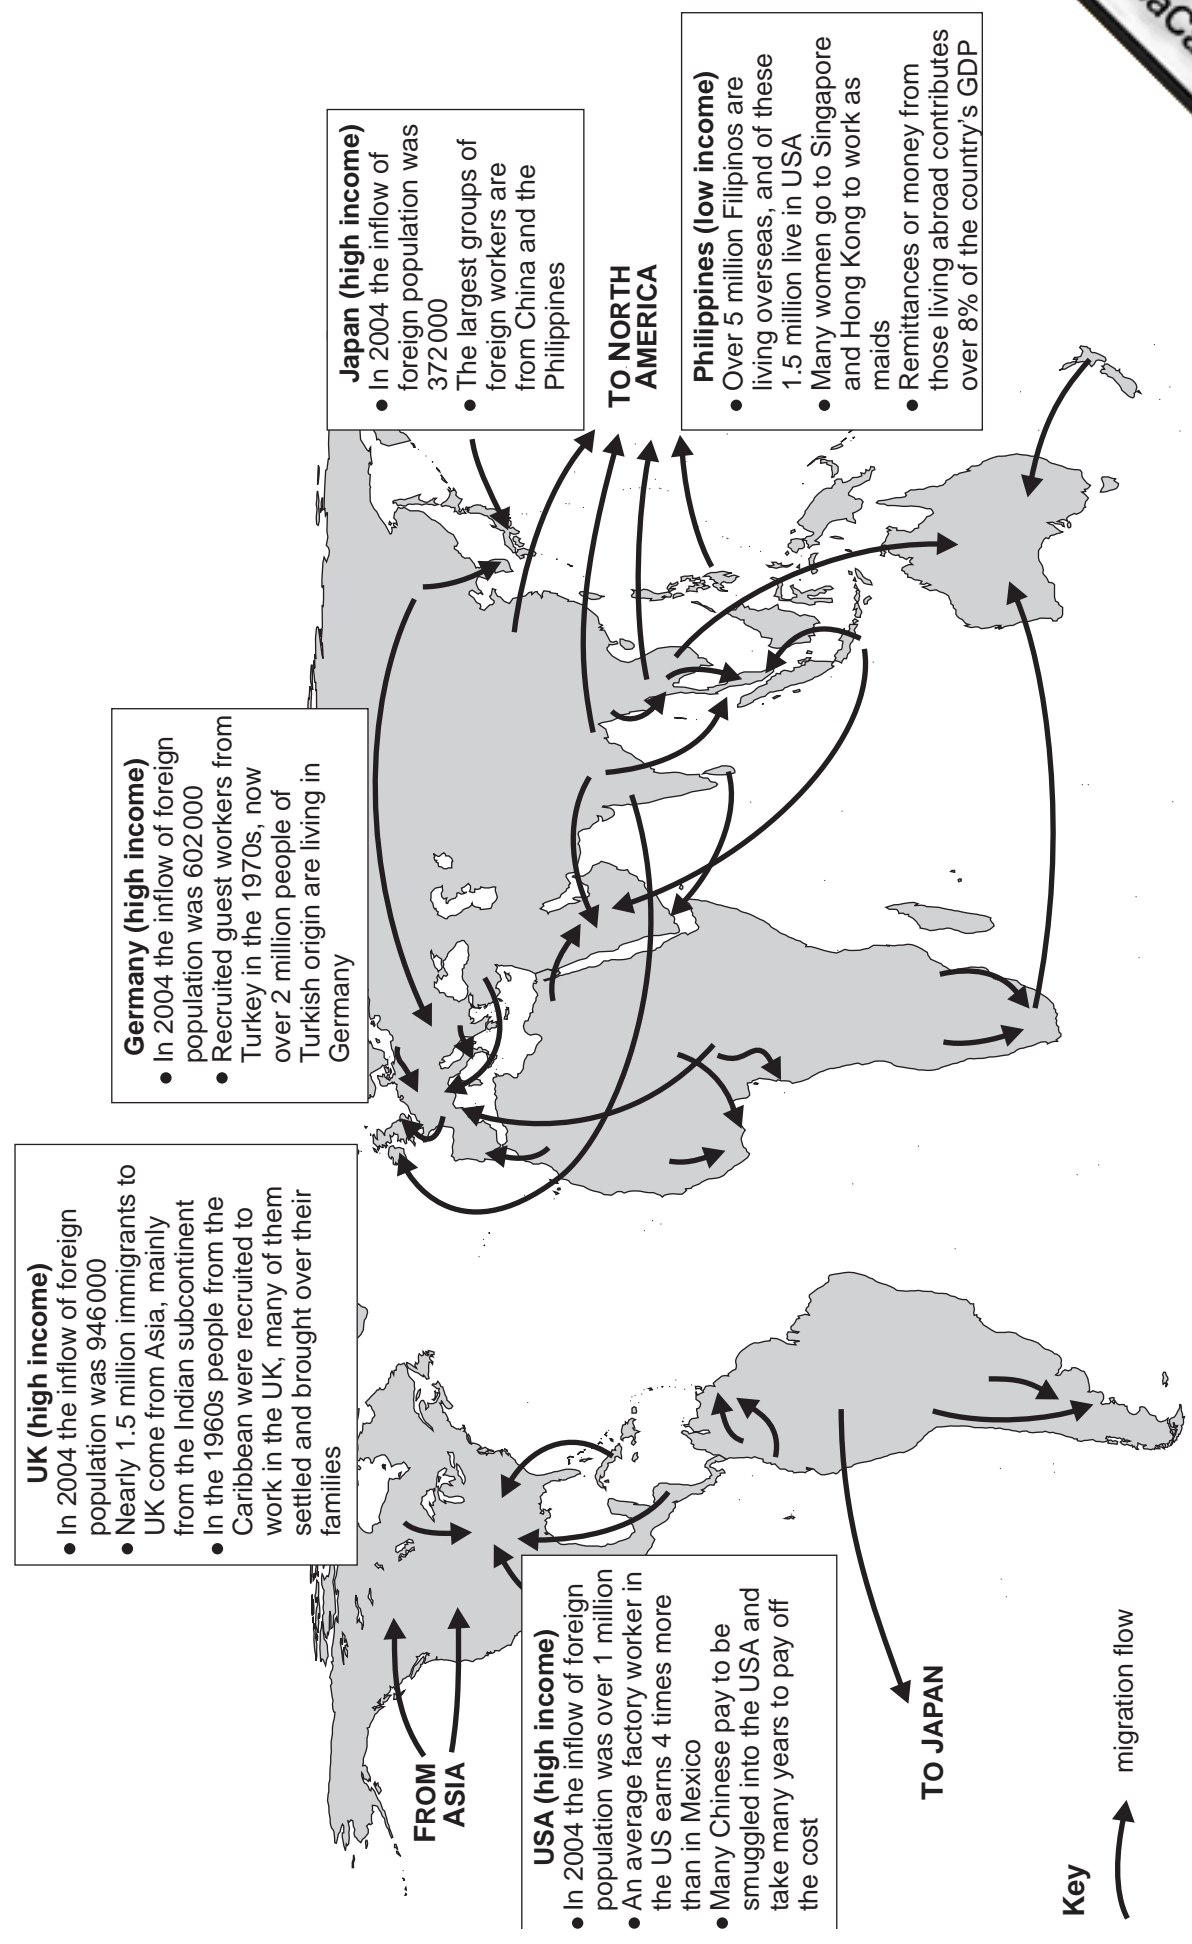 UK (high income)
● In 2004 the inflow of foreign
population was 946 000
● Nearly 1.5 million immigrants to
UK come from Asia, mainly
from the Indian subcontinent
● In the 1960s people from the
Caribbean were recruited to
work in the UK, many of them
settled and brought over their
families
Germany (high income)
● In 2004 the inflow of foreign
population was 602 000
● Recruited guest workers from
Turkey in the 1970s, now
over 2 million people of
Turkish origin are living in
Germany
Japan (high income)
● In 2004 the inflow of
foreign population was
372 000
● The largest groups of
foreign workers are
from China and the
Philippines
TO NORTH
AMERICA
Philippines (low income)
● Over 5 million Filipinos are
living overseas, and of these
1.5 million live in USA
● Many women go to Singapore
and Hong Kong to work as
maids
● Remittances or money from
those living abroad contributes
over 8% of the country's GDP
FROM
ASIA
USA (high income)
● In 2004 the inflow of foreign
population was over 1 million
● An average factory worker in
the US earns 4 times more
than in Mexico
● Many Chinese pay to be
smuggled into the USA and
take many years to pay off
the cost
TO JAPAN
Key
migration flow